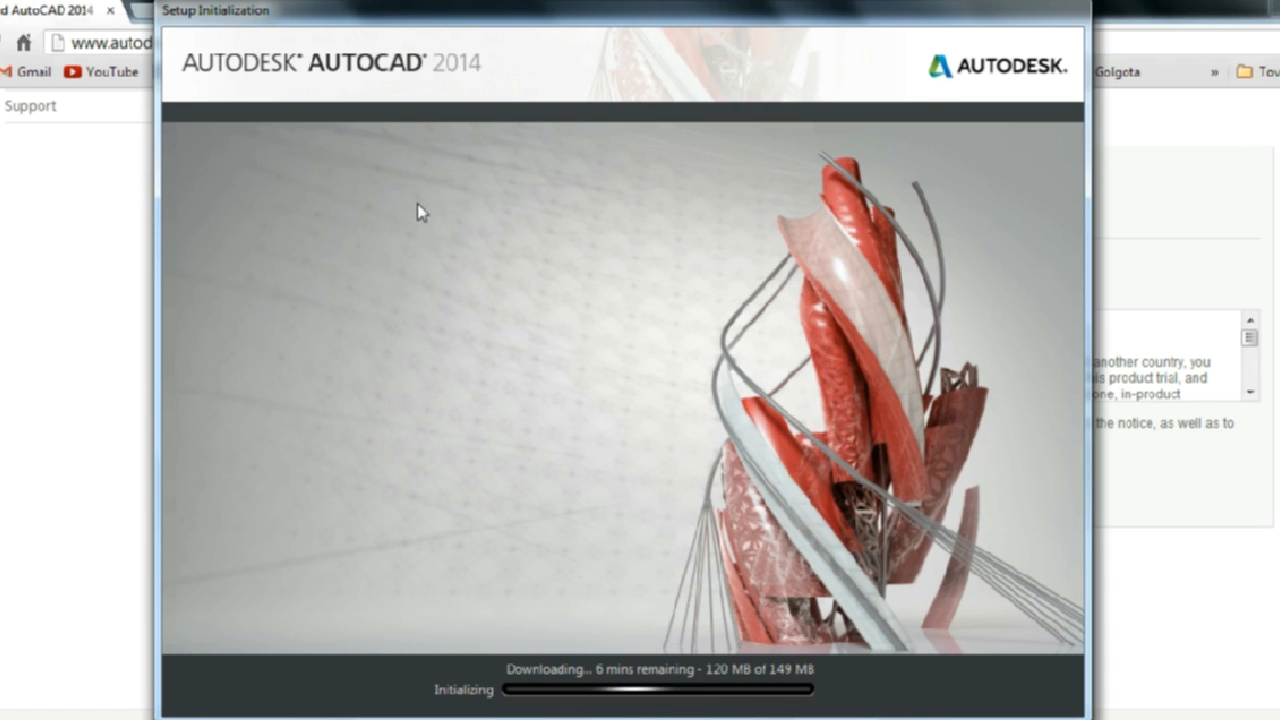 d AutoCAD 2014
Setup Initialization
www.autod
Gmail
YouTube
Golgota
»
Tov
Support
AUTODESK® AUTOCAD® 2014
AUTODESK.
another country, you
is product trial, and
one, in-product
the notice, as well as to
Downloading... 6 mins remaining - 120 MB of 149 MB
Initializing